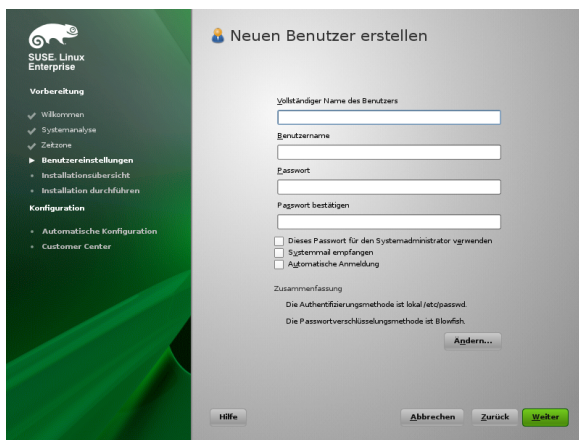 SUSE. Linux
Enterprise
Vorbereitung
Willkommen
Systemanalyse
Zeitzone
Benutzereinstellungen
Installationsübersicht
Installation durchführen
Konfiguration
Automatische Konfiguration
Customer Center
Neuen Benutzer erstellen
Vollständiger Name des Benutzers
Benutzername
Passwort
Passwort bestätigen
Dieses Passwort für den Systemadministrator verwenden
Systemmail empfangen
Automatische Anmeldung
Zusammenfassung
Die Authentifizierungsmethode ist lokal /etc/passwd.
Die Passwortverschlüsselungsmethode ist Blowfish.
Ändern...
Hilfe
Abbrechen
Zurück
Weiter